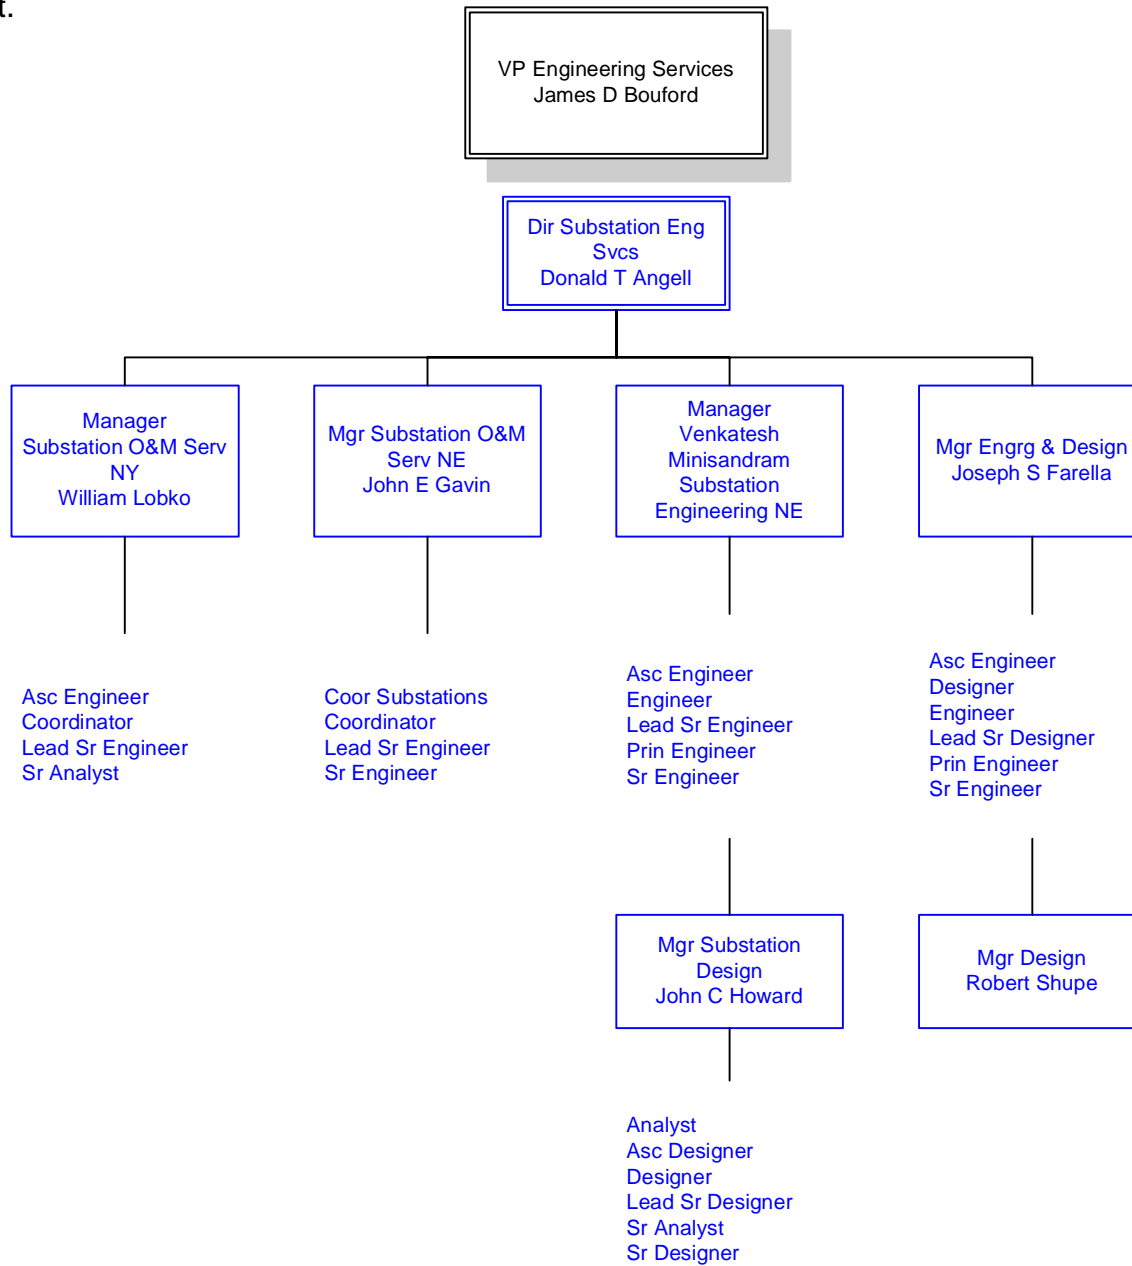 t.
VP Engineering Services
James D Bouford
Dir Substation Eng
Svcs
Donald T Angell
Manager
Substation O&M Serv
NY
William Lobko
Mgr Substation O&M
Serv NE
John E Gavin
Manager
Venkatesh
Minisandram
Substation
Engineering NE
Mgr Engrg & Design
Joseph S Farella
Asc Engineer
Coordinator
Lead Sr Engineer
Sr Analyst
Coor Substations
Coordinator
Lead Sr Engineer
Sr Engineer
Asc Engineer
Engineer
Lead Sr Engineer
Prin Engineer
Sr Engineer
Asc Engineer
Designer
Engineer
Lead Sr Designer
Prin Engineer
Sr Engineer
Mgr Substation
Design
John C Howard
Mgr Design
Robert Shupe
Analyst
Asc Designer
Designer
Lead Sr Designer
Sr Analyst
Sr Designer